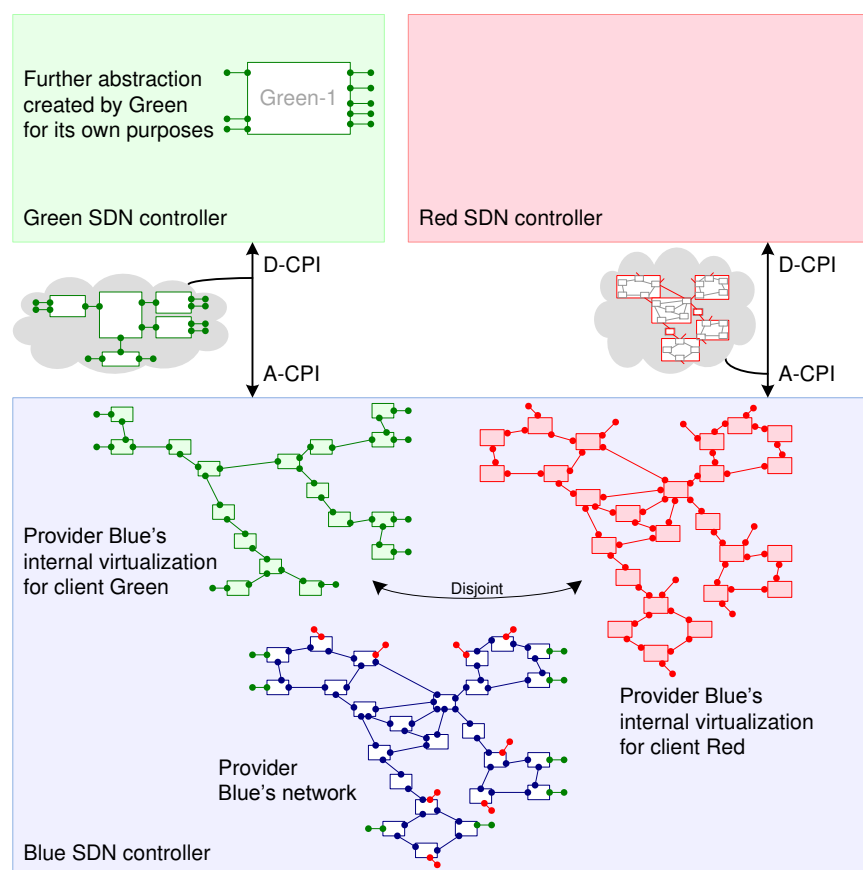 Further abstraction
created by Green
for its own purposes
Green-1
Green SDN controller
Red SDN controller
D-CPI
D-CPI
A-CPI
A-CPI
Provider Blue’s
internal virtualization
for client Green
Disjoint
Provider Blue’s
internal virtualization
for client Red
Provider
Blue’s network
Blue SDN controller